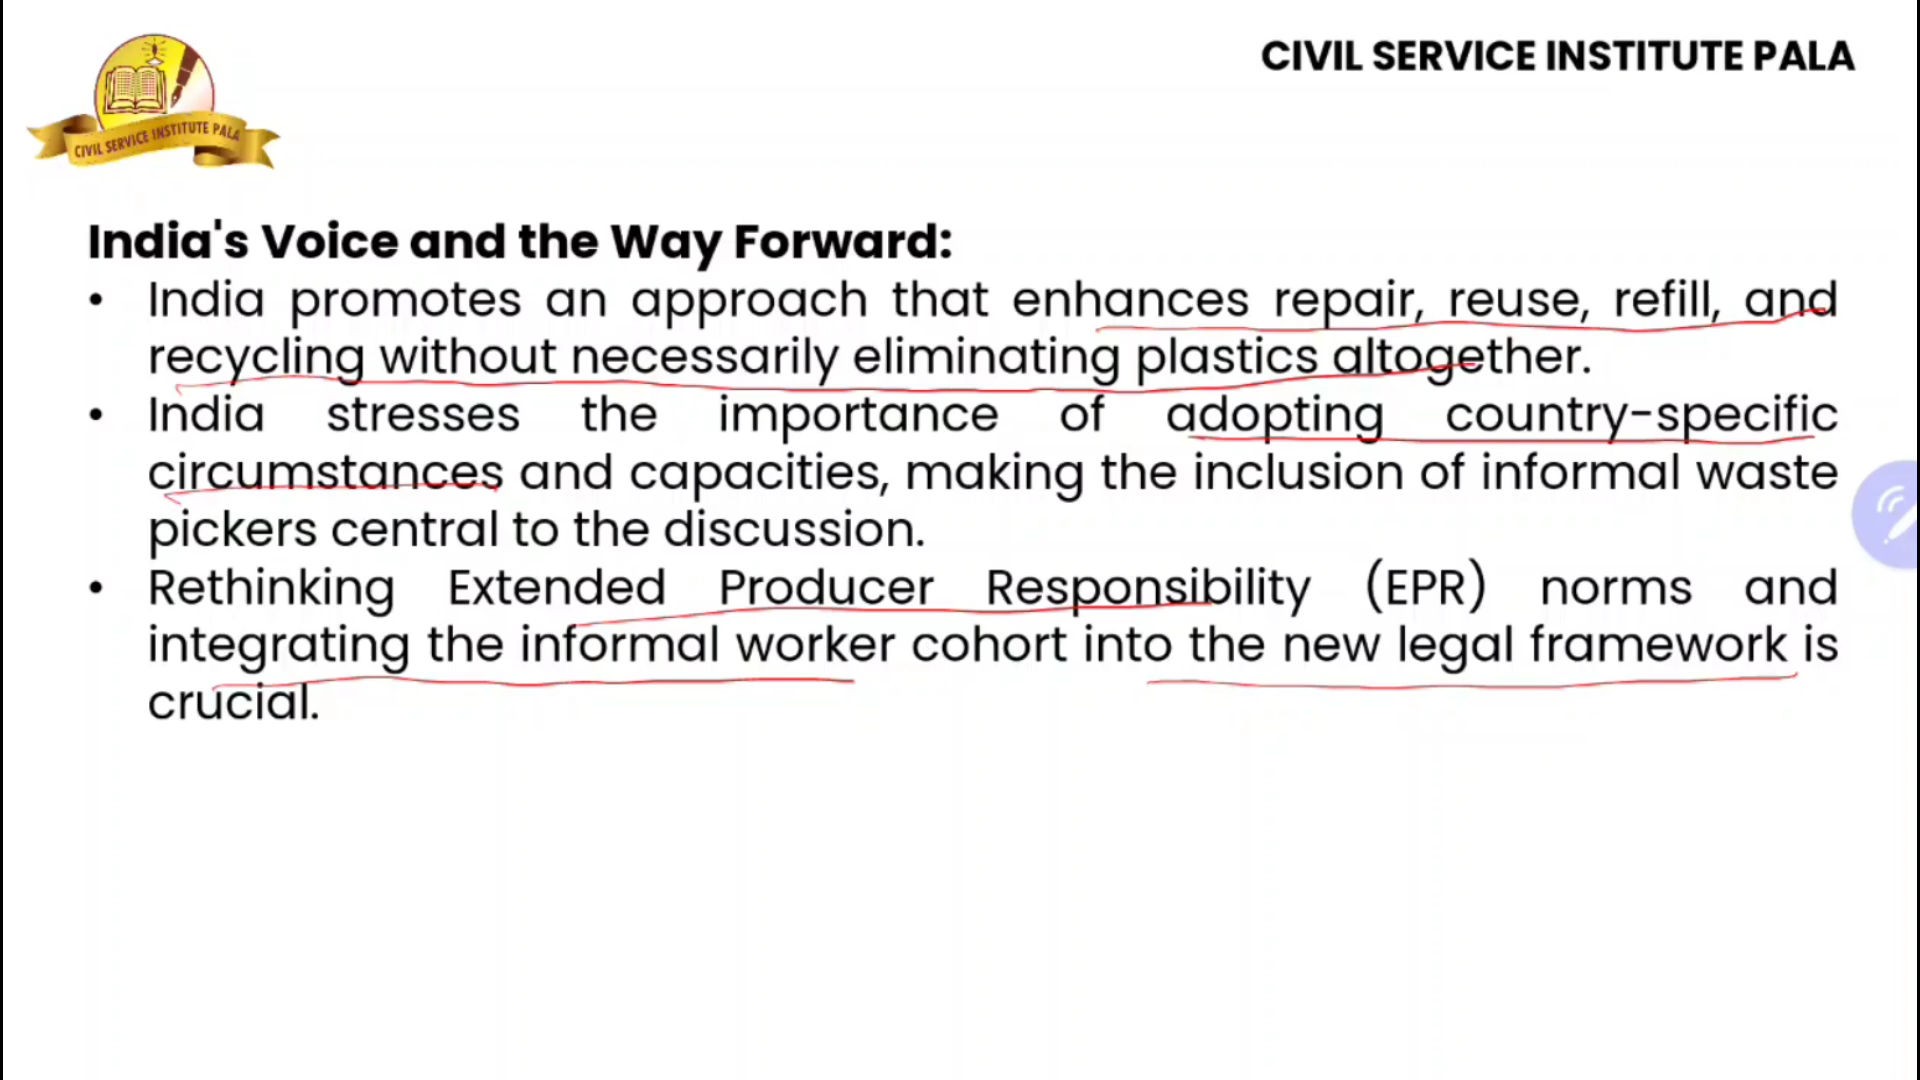 CIVIL SERVICE INSTITUTE PALA
CIVIL SERVICE INSTITUTE PALA
India's Voice and the Way Forward:
• India promotes an approach that enhances repair, reuse, refill, and
recycling without necessarily eliminating plastics altogether.
• India stresses the importance of adopting country-specific
circumstances and capacities, making the inclusion of informal waste
pickers central to the discussion.
• Rethinking Extended Producer Responsibility (EPR) norms and
integrating the informal worker cohort into the new legal framework is
crucial.